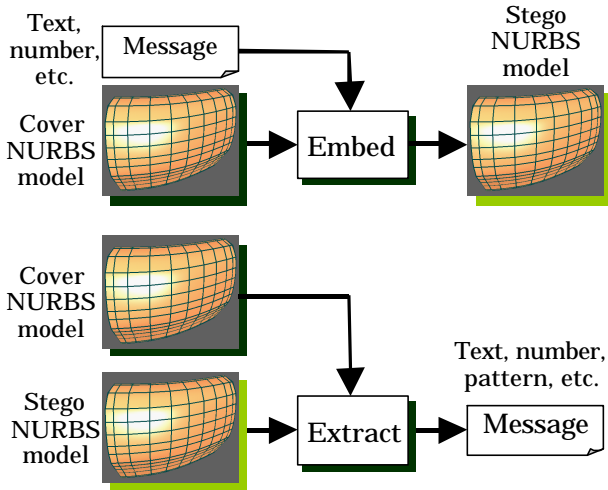 Text,
number,
etc.
Message
Stego
NURBS
model
Cover
NURBS
model
Embed
Cover
NURBS
model
Stego
NURBS
model
Extract
Text, number,
pattern, etc.
Message